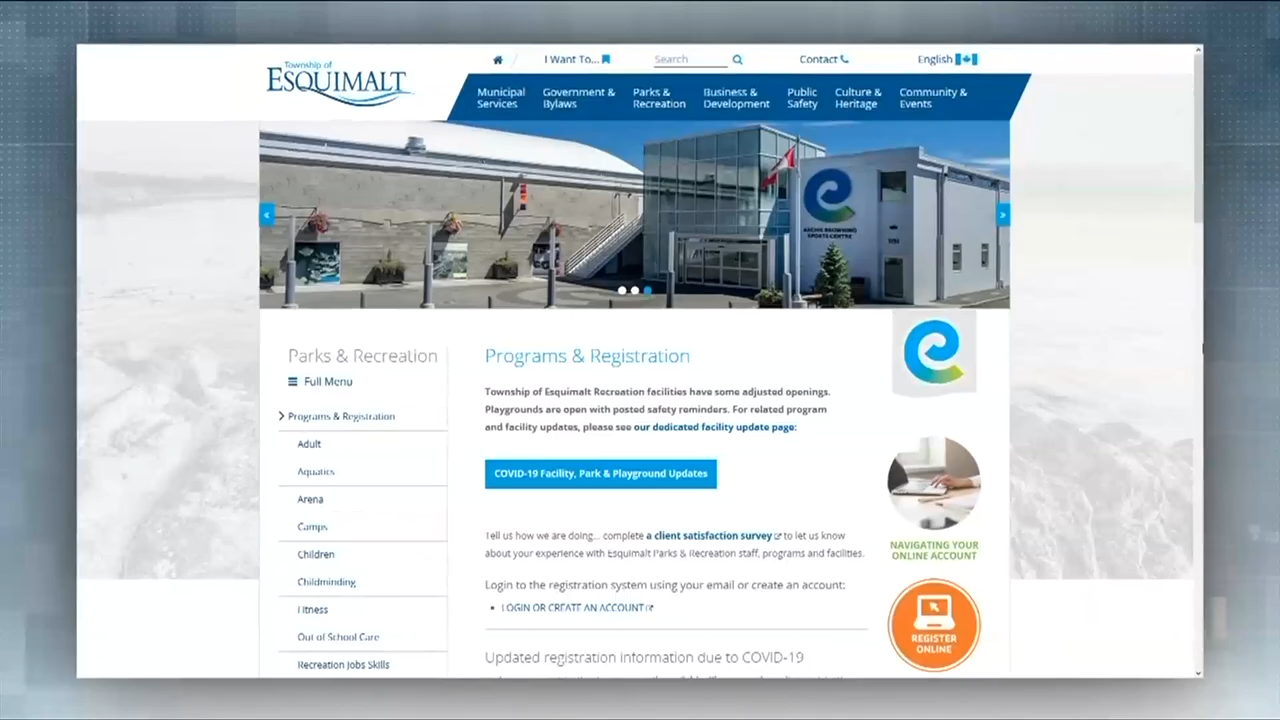 Township of
ESQUIMALT
I Want To...
Search
Contact
English
Municipal Services
Government & Bylaws
Parks & Recreation
Business & Development
Public Safety
Culture & Heritage
Community & Events
«
»
ARCHIE BROWNING
SPORTS CENTRE
Parks & Recreation
Full Menu
Programs & Registration
Adult
Aquatics
Arena
Camps
Children
Childminding
Fitness
Out of School Care
Recreation Jobs Skills
Programs & Registration
Township of Esquimalt Recreation facilities have some adjusted openings.
Playgrounds are open with posted safety reminders. For related program
and facility updates, please see our dedicated facility update page:
COVID-19 Facility, Park & Playground Updates
Tell us how we are doing... complete a client satisfaction survey to let us know
about your experience with Esquimalt Parks & Recreation staff, programs and facilities.
Login to the registration system using your email or create an account:
• LOGIN OR CREATE AN ACCOUNT
Updated registration information due to COVID-19
e
NAVIGATING YOUR
ONLINE ACCOUNT
REGISTER
ONLINE